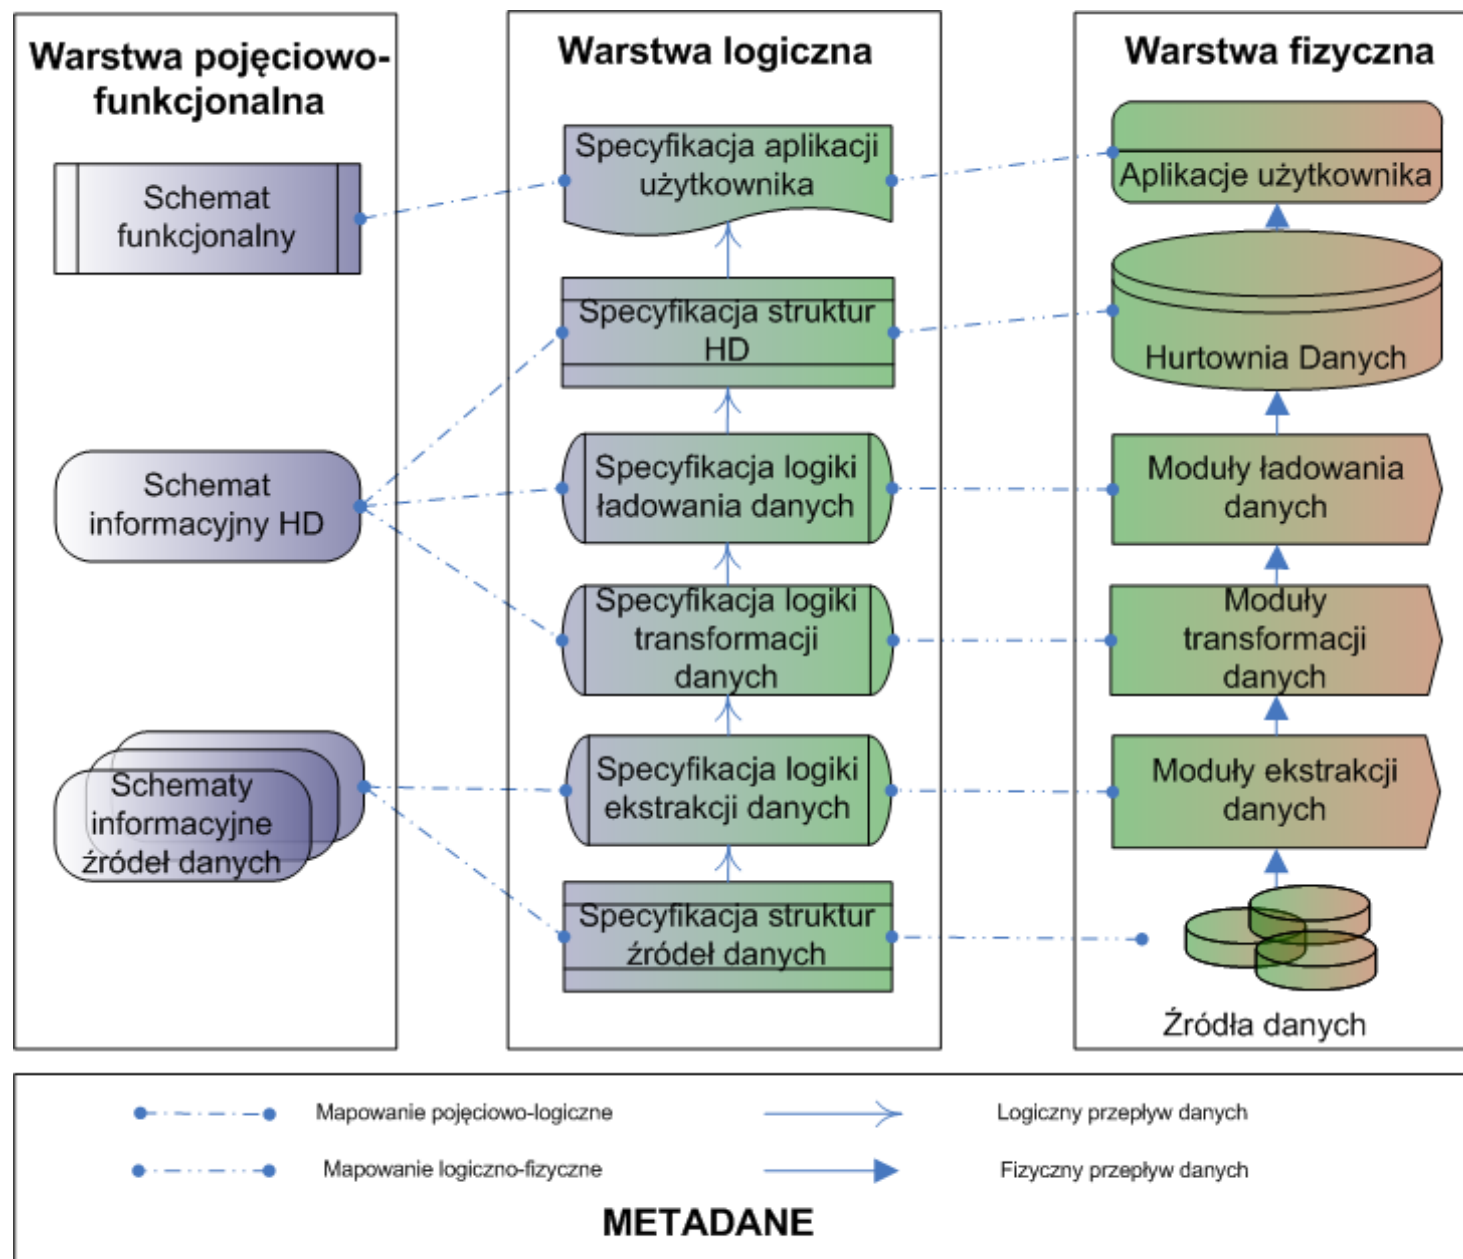 Warstwa pojęciowo-
funkcjonalna
Schemat
funkcjonalny
Schemat
informacyjny HD
Schematy
informacyjne
źródeł danych
Warstwa logiczna
Specyfikacja aplikacji
użytkownika
Specyfikacja struktur
HD
Specyfikacja logiki
ładowania danych
Specyfikacja logiki
transformacji
danych
Specyfikacja logiki
ekstrakcji danych
Specyfikacja struktur
źródeł danych
Warstwa fizyczna
Aplikacje użytkownika
Hurtownia Danych
Moduły ładowania
danych
Moduły
transformacji
danych
Moduły ekstrakcji
danych
Źródła danych
Mapowanie pojęciowo-logiczne
Logiczny przepływ danych
Mapowanie logiczno-fizyczne
Fizyczny przepływ danych
METADANE